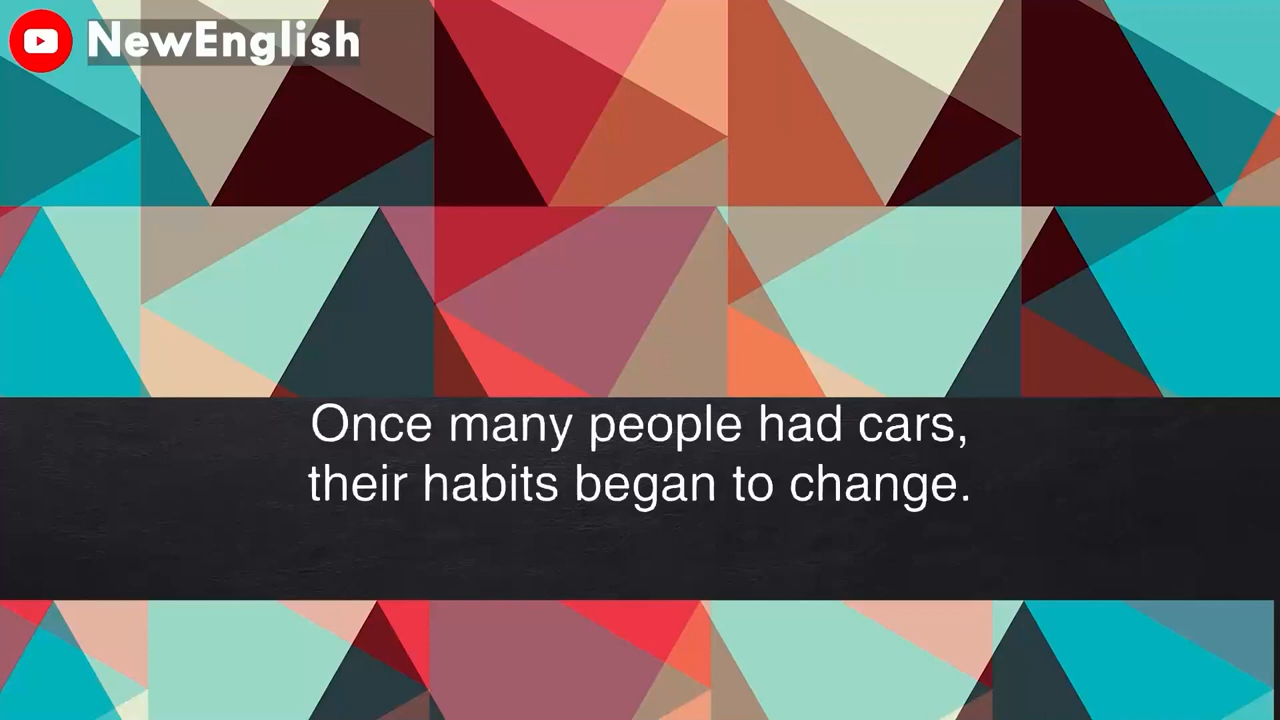 NewEnglish
Once many people had cars,
their habits began to change.